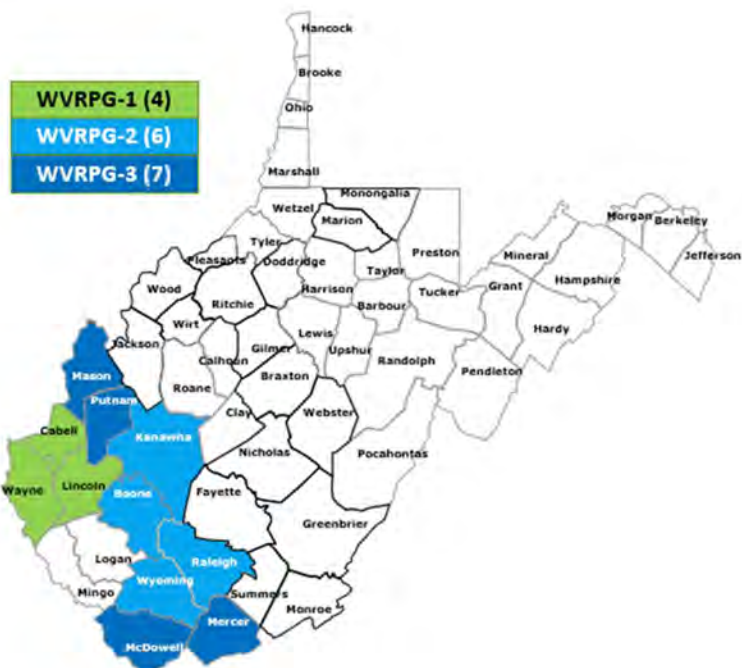 Hancock
Brooke
WVRPG-1 (4)
Ohio
WVRPG-2 (6)
WVRPG-3 (7)
Marshall
Monongalia
Wetzel
Marion
Morgan
Berkeley
Tyler
Preston
Mineral
Jefferson
Pleasants
Doddridge
Taylor
Wood
Harrison
Grant
Hampshire
Ritchie
Barbour
Tucker
Wirt
Lewis
Hardy
Jackson
Gilmer
Upshur
Calhoun
Randolph
Mason
Roane
Braxton
Pendleton
Putnam
Clay
Webster
Cabell
Kanawha
Nicholas
Pocahontas
Wayne
Lincoln
Boone
Fayette
Greenbrier
Logan
Raleigh
Wyoming
Mingo
Summers
Monroe
Mercer
McDowell